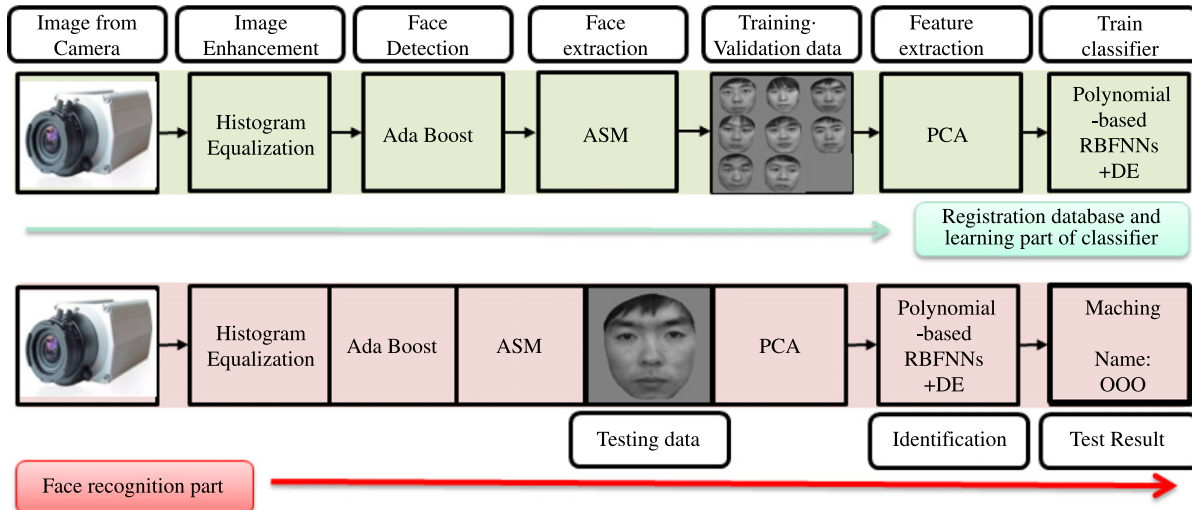 Image from
Camera
Image
Enhancement
Face
Detection
Face
extraction
Training·
Validation data
Feature
extraction
Train
classifier
Histogram
Equalization
Ada Boost
ASM
PCA
Polynomial
-based
RBFNNs
+DE
Registration database and
learning part of classifier
Histogram
Equalization
Ada Boost
ASM
PCA
Polynomial
-based
RBFNNs
+DE
Maching
Name:
OOO
Testing data
Identification
Test Result
Face recognition part